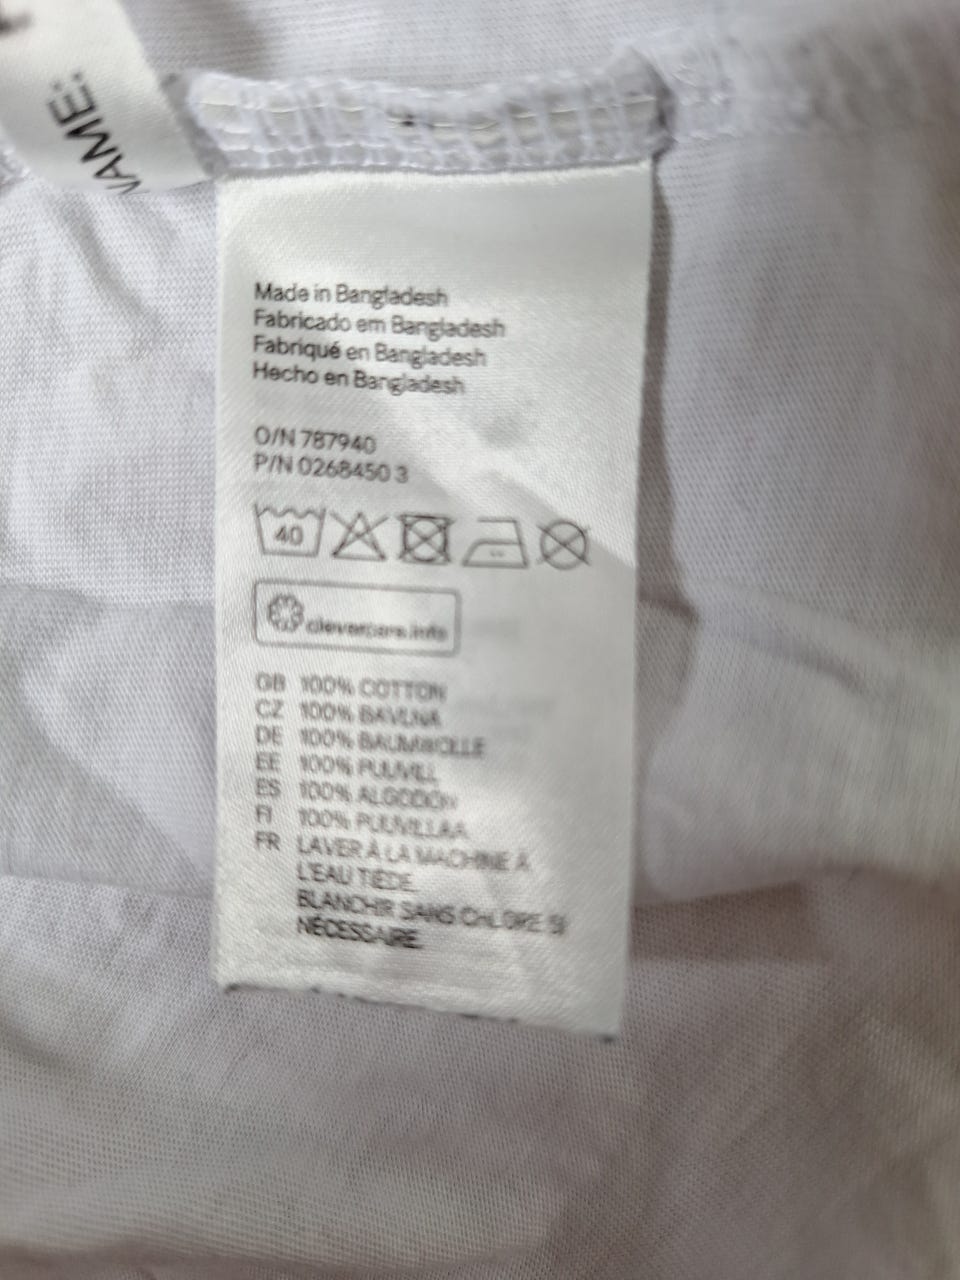 NAME:
Made in Bangladesh
Fabricado em Bangladesh
Fabriqué en Bangladesh
Hecho en Bangladesh
O/N 787940
P/N 0268450 3
40
clevercare.info
GB 100% COTTON
CZ 100% BAVLNA
DE 100% BAUMWOLLE
EE 100% PUUVILL
ES 100% ALGODÓN
FI 100% PUUVILLAA
FR LAVER À LA MACHINE À
L'EAU TIÈDE.
BLANCHIR SANS CHLORE SI
NÉCESSAIRE.